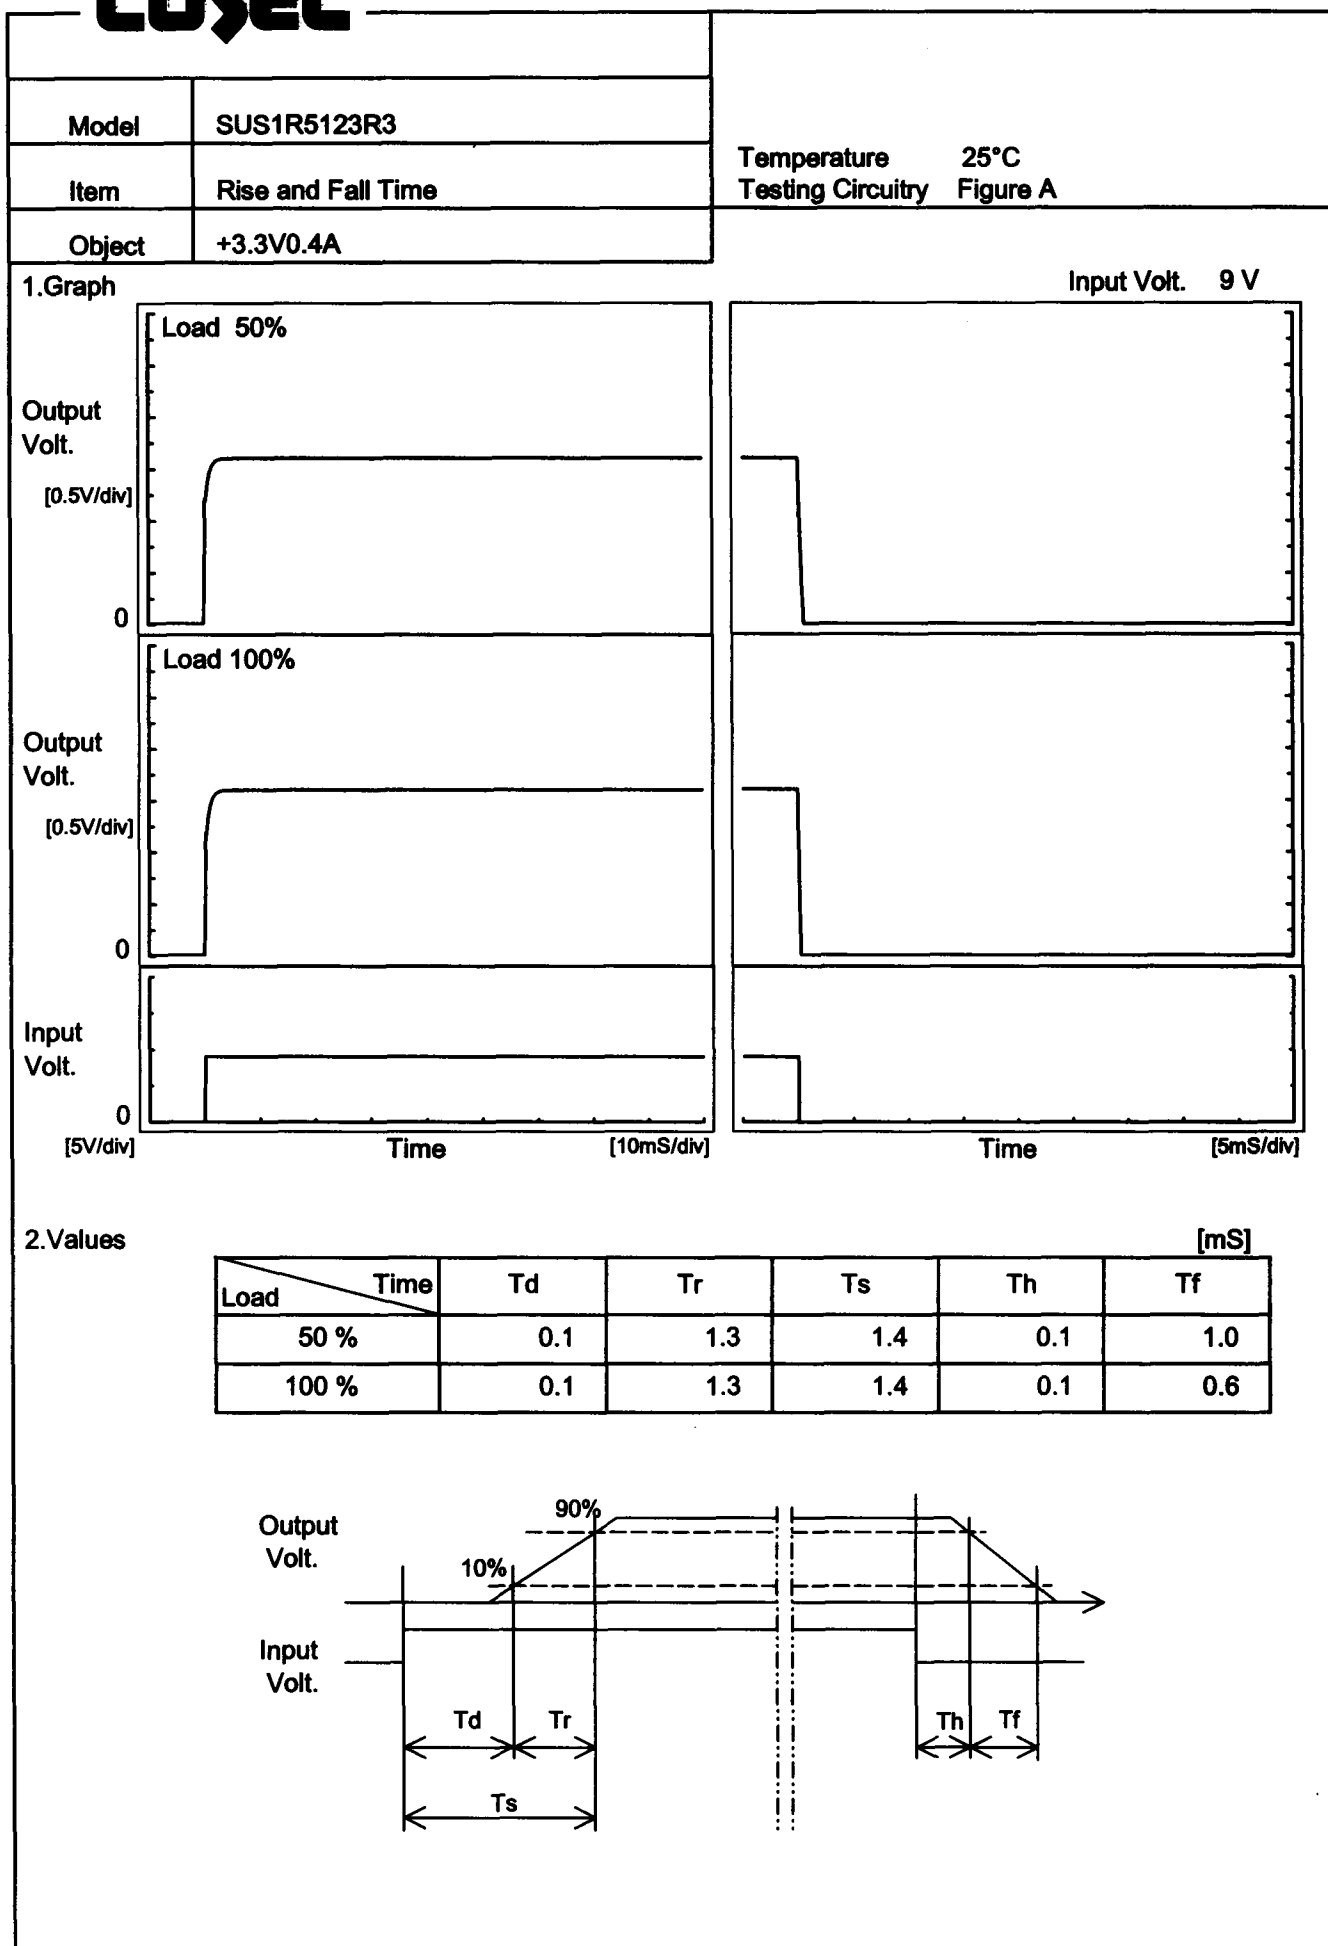 COSEL
Model SUS1R5123R3
Temperature 25°C
Item Rise and Fall Time
Testing Circuitry Figure A
Object +3.3V0.4A
1.Graph
Input Volt. 9 V
Load 50%
Output
Volt.
[0.5V/div]
0
Load 100%
Output
Volt.
[0.5V/div]
0
Input
Volt.
0
[5V/div] Time [10mS/div] Time [5mS/div]
2.Values [mS]
Time Td Tr Ts Th Tf
Load
50 % 0.1 1.3 1.4 0.1 1.0
100 % 0.1 1.3 1.4 0.1 0.6
90%
Output
Volt.
10%
Input
Volt.
Td Tr Th Tf
Ts